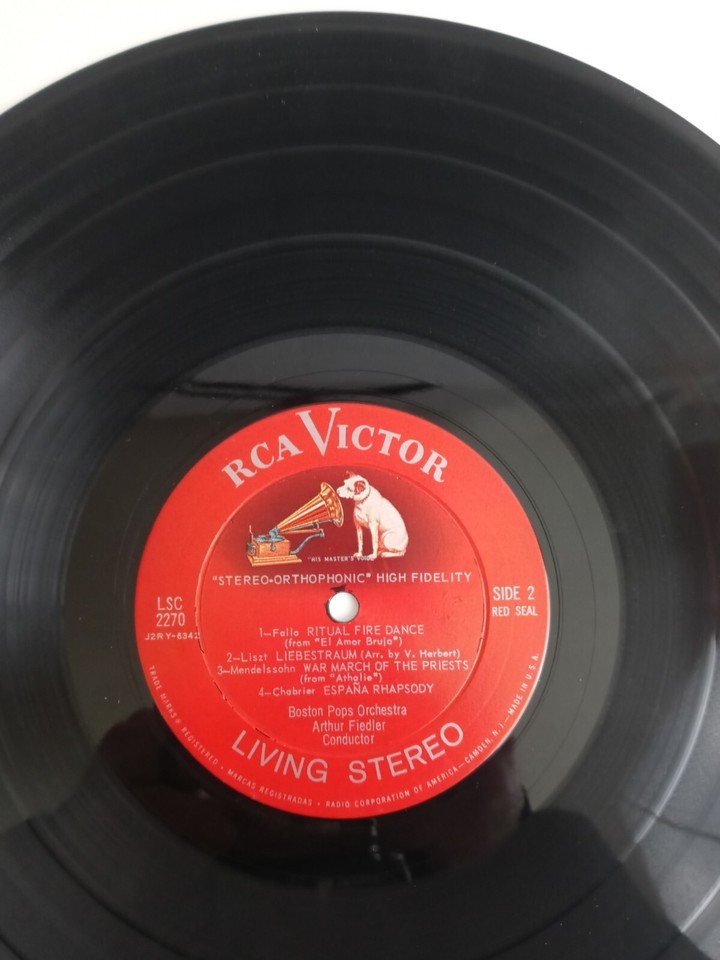 RCA VICTOR
"HIS MASTER'S VOICE"
"STEREO-ORTHOPHONIC" HIGH FIDELITY
LSC
2270
J2RY-6341
SIDE 2
RED SEAL
1—Falla RITUAL FIRE DANCE
(from "El Amor Brujo")
2—Liszt LIEBESTRAUM (Arr. by V. Herbert)
3—Mendelssohn WAR MARCH OF THE PRIESTS
(from "Athalie")
4—Chabrier ESPAÑA RHAPSODY
Boston Pops Orchestra
Arthur Fiedler
Conductor
LIVING STEREO
TRADE MARKS ® REGISTERED • MARCAS REGISTRADAS • RADIO CORPORATION OF AMERICA—CAMDEN, N. J.—MADE IN U.S.A.